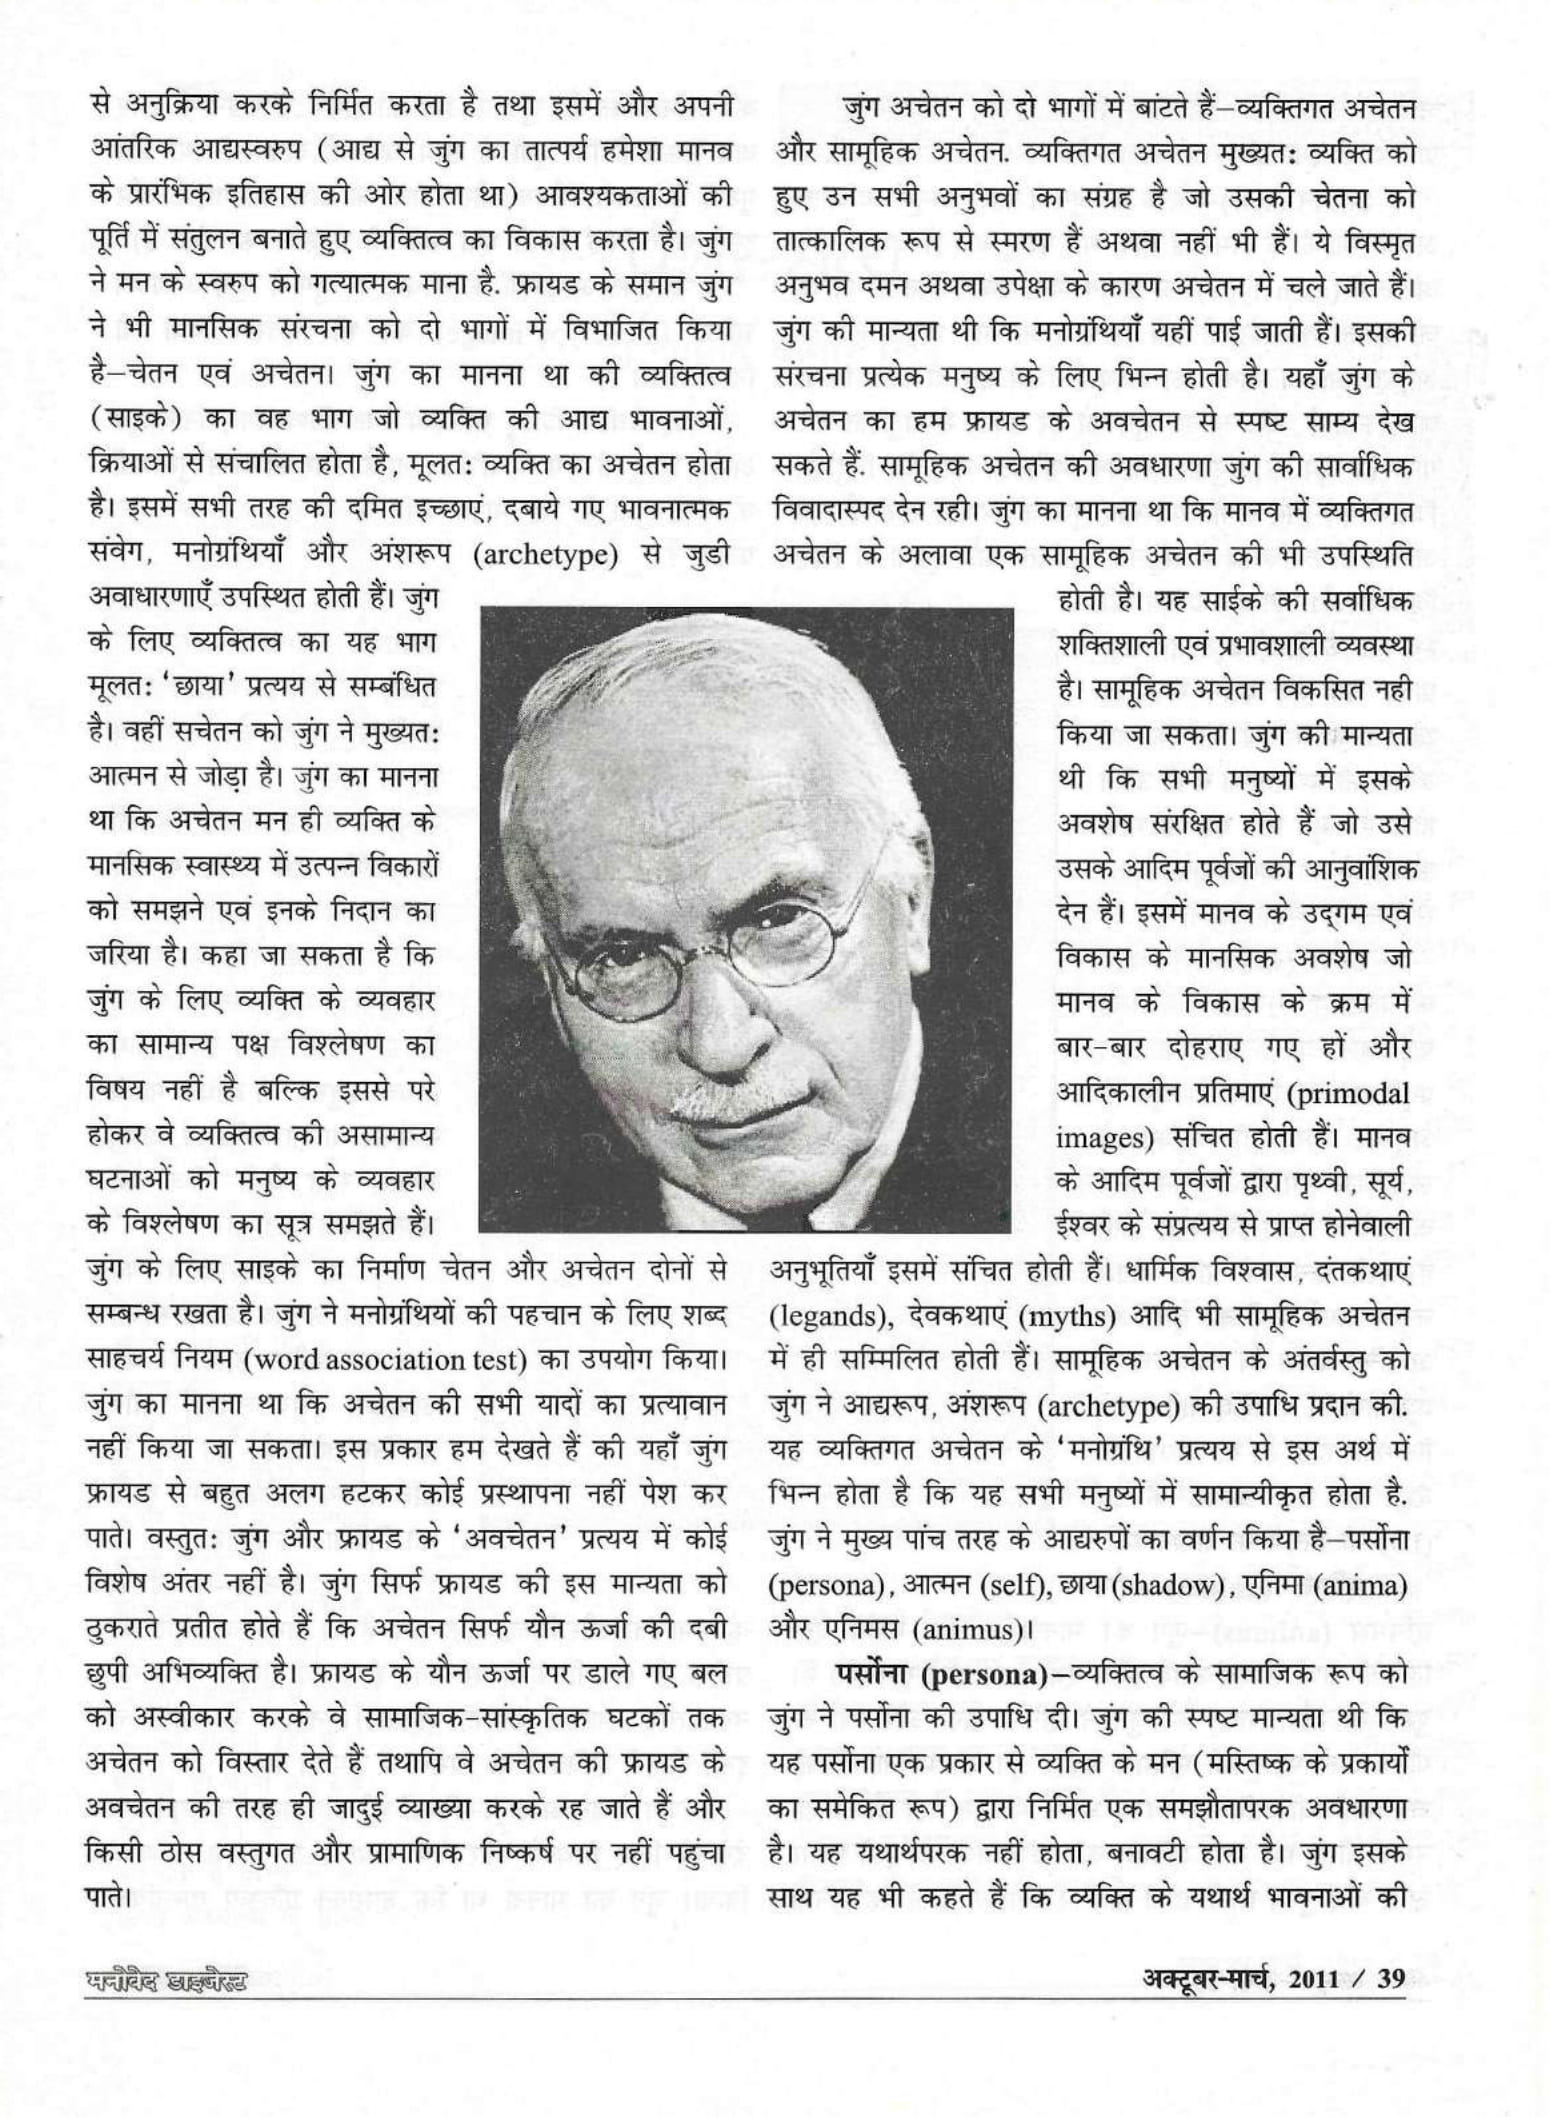 से अनुक्रिया करके निर्मित करता है तथा इसमें और अपनी
आंतरिक आद्यस्वरुप (आद्य से जुंग का तात्पर्य हमेशा मानव
के प्रारंभिक इतिहास की ओर होता था) आवश्यकताओं की
पूर्ति में संतुलन बनाते हुए व्यक्तित्व का विकास करता है। जुंग
ने मन के स्वरुप को गत्यात्मक माना है. फ्रायड के समान जुंग
ने भी मानसिक संरचना को दो भागों में विभाजित किया
है–चेतन एवं अचेतन। जुंग का मानना था की व्यक्तित्व
(साइके) का वह भाग जो व्यक्ति की आद्य भावनाओं,
क्रियाओं से संचालित होता है, मूलत: व्यक्ति का अचेतन होता
है। इसमें सभी तरह की दमित इच्छाएं, दबाये गए भावनात्मक
संवेग, मनोग्रंथियाँ और अंशरूप (archetype) से जुडी
अवाधारणाएँ उपस्थित होती हैं। जुंग
के लिए व्यक्तित्व का यह भाग
मूलत: ‘छाया’ प्रत्यय से सम्बंधित
है। वहीं सचेतन को जुंग ने मुख्यत:
आत्मन से जोड़ा है। जुंग का मानना
था कि अचेतन मन ही व्यक्ति के
मानसिक स्वास्थ्य में उत्पन्न विकारों
को समझने एवं इनके निदान का
जरिया है। कहा जा सकता है कि
जुंग के लिए व्यक्ति के व्यवहार
का सामान्य पक्ष विश्लेषण का
विषय नहीं है बल्कि इससे परे
होकर वे व्यक्तित्व की असामान्य
घटनाओं को मनुष्य के व्यवहार
के विश्लेषण का सूत्र समझते हैं।
जुंग के लिए साइके का निर्माण चेतन और अचेतन दोनों से
सम्बन्ध रखता है। जुंग ने मनोग्रंथियों की पहचान के लिए शब्द
साहचर्य नियम (word association test) का उपयोग किया।
जुंग का मानना था कि अचेतन की सभी यादों का प्रत्यावान
नहीं किया जा सकता। इस प्रकार हम देखते हैं की यहाँ जुंग
फ्रायड से बहुत अलग हटकर कोई प्रस्थापना नहीं पेश कर
पाते। वस्तुत: जुंग और फ्रायड के ‘अवचेतन’ प्रत्यय में कोई
विशेष अंतर नहीं है। जुंग सिर्फ फ्रायड की इस मान्यता को
ठुकराते प्रतीत होते हैं कि अचेतन सिर्फ यौन ऊर्जा की दबी
छुपी अभिव्यक्ति है। फ्रायड के यौन ऊर्जा पर डाले गए बल
को अस्वीकार करके वे सामाजिक-सांस्कृतिक घटकों तक
अचेतन को विस्तार देते हैं तथापि वे अचेतन की फ्रायड के
अवचेतन की तरह ही जादुई व्याख्या करके रह जाते हैं और
किसी ठोस वस्तुगत और प्रामाणिक निष्कर्ष पर नहीं पहुंचा
पाते।
जुंग अचेतन को दो भागों में बांटते हैं–व्यक्तिगत अचेतन
और सामूहिक अचेतन. व्यक्तिगत अचेतन मुख्यत: व्यक्ति को
हुए उन सभी अनुभवों का संग्रह है जो उसकी चेतना को
तात्कालिक रूप से स्मरण हैं अथवा नहीं भी हैं। ये विस्मृत
अनुभव दमन अथवा उपेक्षा के कारण अचेतन में चले जाते हैं।
जुंग की मान्यता थी कि मनोग्रंथियाँ यहीं पाई जाती हैं। इसकी
संरचना प्रत्येक मनुष्य के लिए भिन्न होती है। यहाँ जुंग के
अचेतन का हम फ्रायड के अवचेतन से स्पष्ट साम्य देख
सकते हैं. सामूहिक अचेतन की अवधारणा जुंग की सार्वाधिक
विवादास्पद देन रही। जुंग का मानना था कि मानव में व्यक्तिगत
अचेतन के अलावा एक सामूहिक अचेतन की भी उपस्थिति
होती है। यह साईके की सर्वाधिक
शक्तिशाली एवं प्रभावशाली व्यवस्था
है। सामूहिक अचेतन विकसित नही
किया जा सकता। जुंग की मान्यता
थी कि सभी मनुष्यों में इसके
अवशेष संरक्षित होते हैं जो उसे
उसके आदिम पूर्वजों की आनुवांशिक
देन हैं। इसमें मानव के उद्‌गम एवं
विकास के मानसिक अवशेष जो
मानव के विकास के क्रम में
बार-बार दोहराए गए हों और
आदिकालीन प्रतिमाएं (primodal
images) संचित होती हैं। मानव
के आदिम पूर्वजों द्वारा पृथ्वी, सूर्य,
ईश्वर के संप्रत्यय से प्राप्त होनेवाली
अनुभूतियाँ इसमें संचित होती हैं। धार्मिक विश्वास, दंतकथाएं
(legands), देवकथाएं (myths) आदि भी सामूहिक अचेतन
में ही सम्मिलित होती हैं। सामूहिक अचेतन के अंतर्वस्तु को
जुंग ने आद्यरूप, अंशरूप (archetype) की उपाधि प्रदान की.
यह व्यक्तिगत अचेतन के ‘मनोग्रंथि’ प्रत्यय से इस अर्थ में
भिन्न होता है कि यह सभी मनुष्यों में सामान्यीकृत होता है.
जुंग ने मुख्य पांच तरह के आद्यरुपों का वर्णन किया है–पर्सोना
(persona), आत्मन (self), छाया (shadow), एनिमा (anima)
और एनिमस (animus)।
पर्सोना (persona)–व्यक्तित्व के सामाजिक रूप को
जुंग ने पर्सोना की उपाधि दी। जुंग की स्पष्ट मान्यता थी कि
यह पर्सोना एक प्रकार से व्यक्ति के मन (मस्तिष्क के प्रकार्यों
का समेकित रूप) द्वारा निर्मित एक समझौतापरक अवधारणा
है। यह यथार्थपरक नहीं होता, बनावटी होता है। जुंग इसके
साथ यह भी कहते हैं कि व्यक्ति के यथार्थ भावनाओं की
मनोवेद डाइजेस्ट
अक्टूबर-मार्च, 2011 / 39